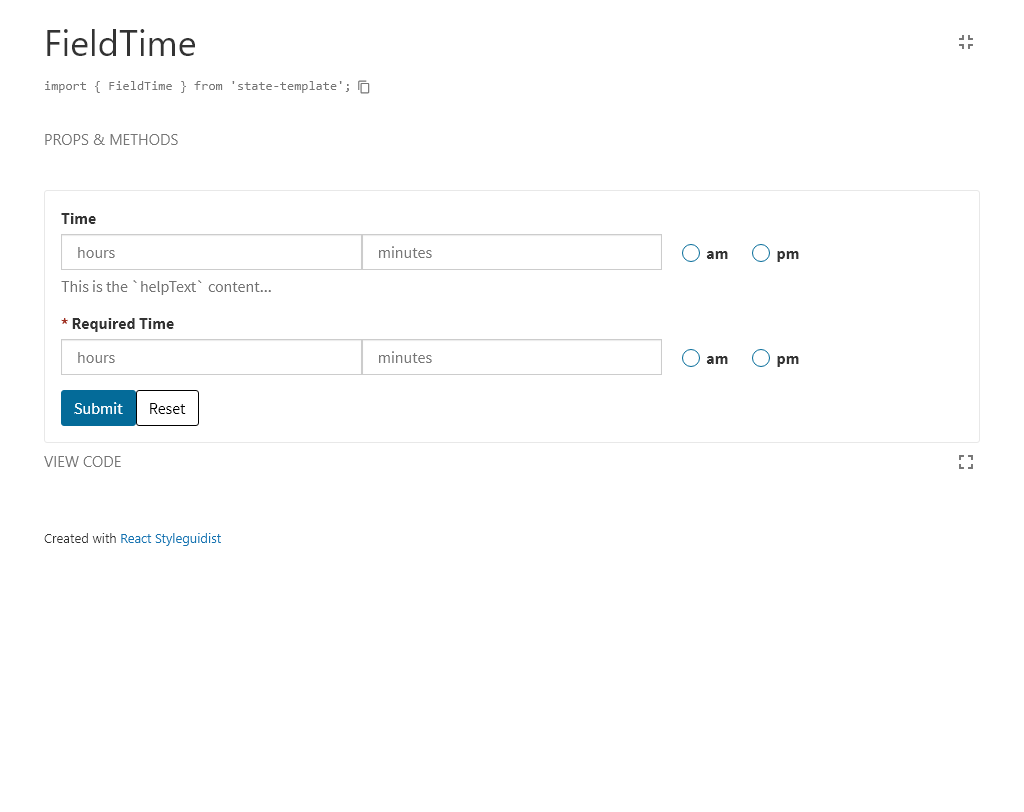 FieldTime
import { FieldTime } from 'state-template';
PROPS & METHODS
Time
hours minutes am pm
This is the `helpText` content...
* Required Time
hours minutes am pm
Submit Reset
VIEW CODE
Created with React Styleguidist